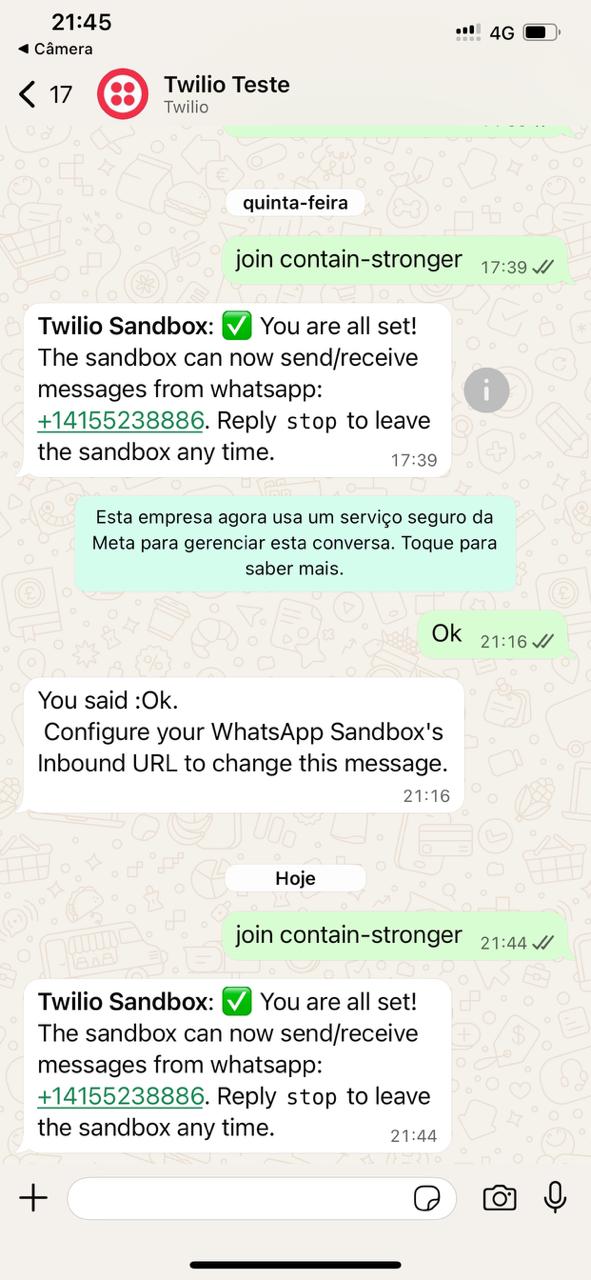 21:45
4G
Câmera
17
Twilio Teste
Twilio
quinta-feira
join contain-stronger 17:39
Twilio Sandbox: ✅ You are all set!
The sandbox can now send/receive
messages from whatsapp:
+14155238886. Reply stop to leave
the sandbox any time. 17:39
Esta empresa agora usa um serviço seguro da
Meta para gerenciar esta conversa. Toque para
saber mais.
Ok 21:16
You said :Ok.
Configure your WhatsApp Sandbox's
Inbound URL to change this message.
21:16
Hoje
join contain-stronger 21:44
Twilio Sandbox: ✅ You are all set!
The sandbox can now send/receive
messages from whatsapp:
+14155238886. Reply stop to leave
the sandbox any time. 21:44